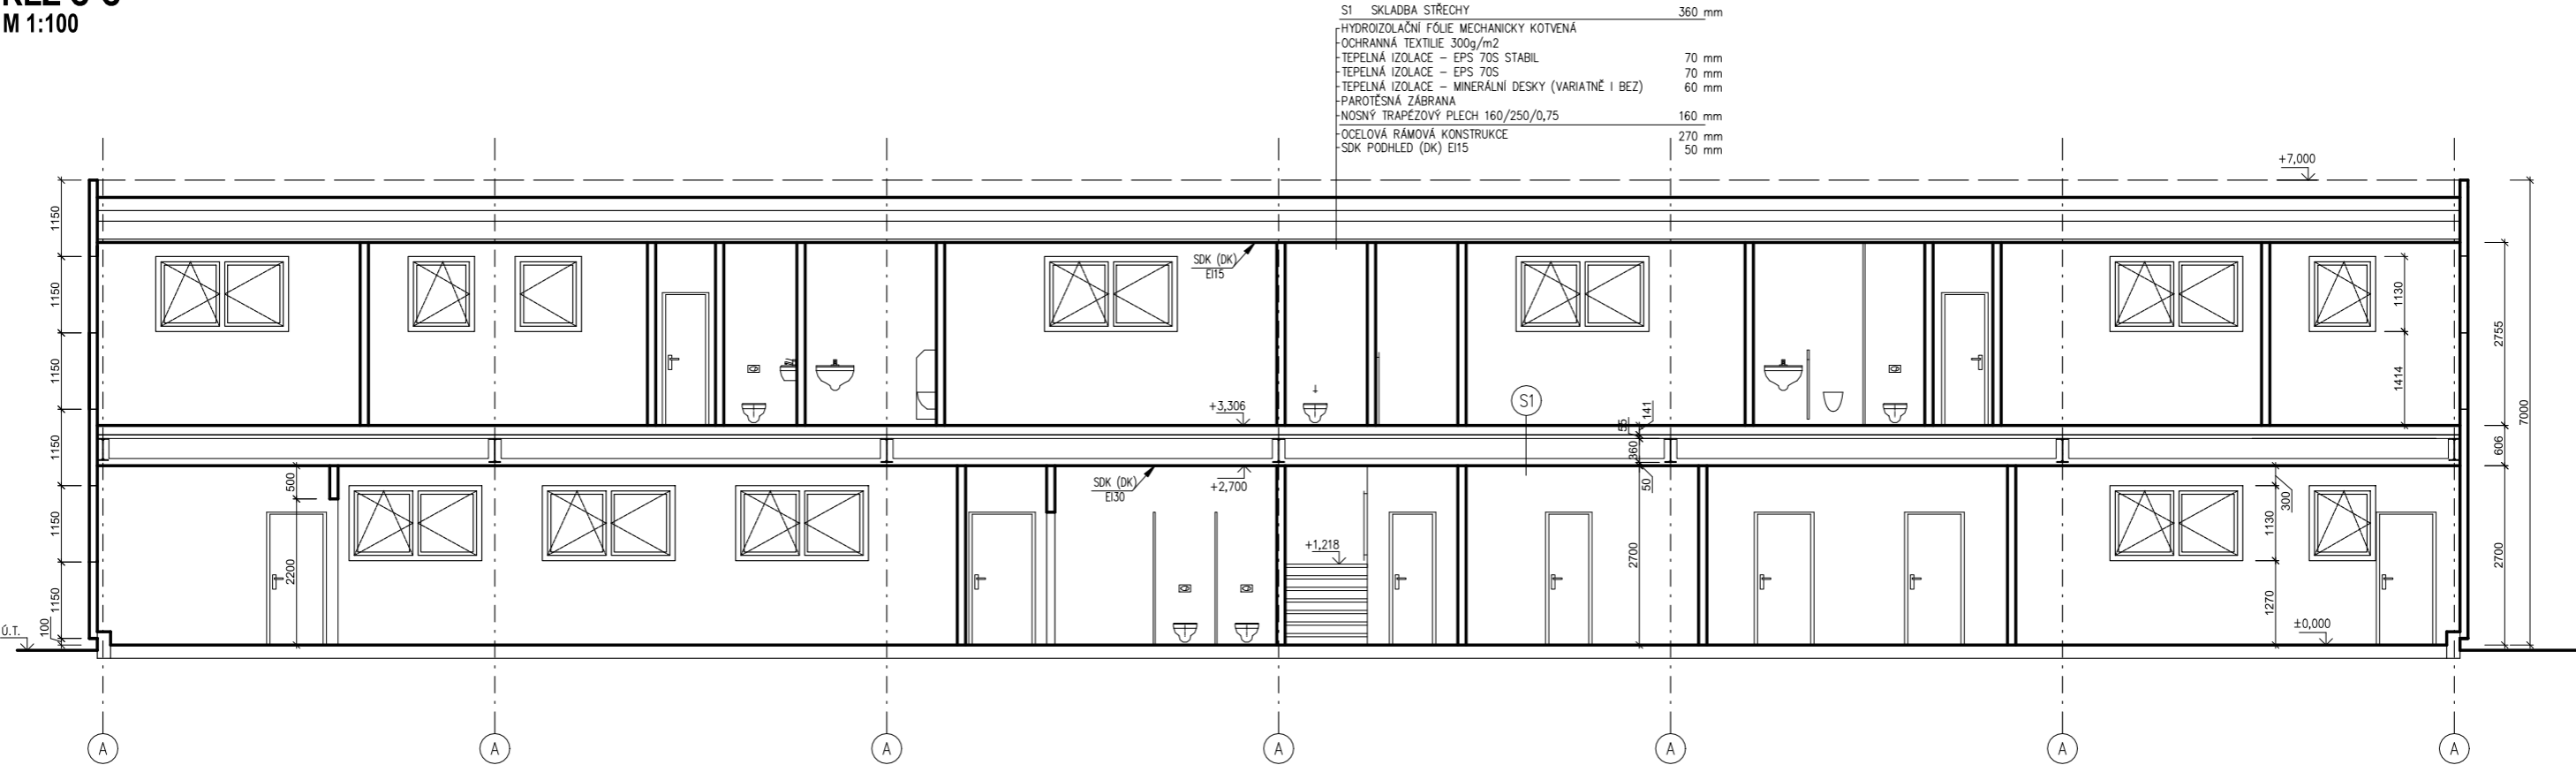 M 1:100
S1 SKLADBA STŘECHY 360 mm
HYDROIZOLAČNÍ FÓLIE MECHANICKY KOTVENÁ
OCHRANNÁ TEXTILIE 300g/m2
TEPELNÁ IZOLACE – EPS 70S STABIL 70 mm
TEPELNÁ IZOLACE – EPS 70S 70 mm
TEPELNÁ IZOLACE – MINERÁLNÍ DESKY (VARIATNĚ I BEZ) 60 mm
PAROTĚSNÁ ZÁBRANA
NOSNÝ TRAPÉZOVÝ PLECH 160/250/0,75 160 mm
OCELOVÁ RÁMOVÁ KONSTRUKCE 270 mm
SDK PODHLED (DK) EI15 50 mm
+7,000
1150
1150
1150
1150
1150
1150
100
Ú.T.
SDK (DK)
EI15
+3,306
S1
55
141
360
50
1130
1414
2755
606
7000
500
2200
SDK (DK)
EI30
+2,700
+1,218
2700
300
1130
1270
2700
±0,000
A
A
A
A
A
A
A